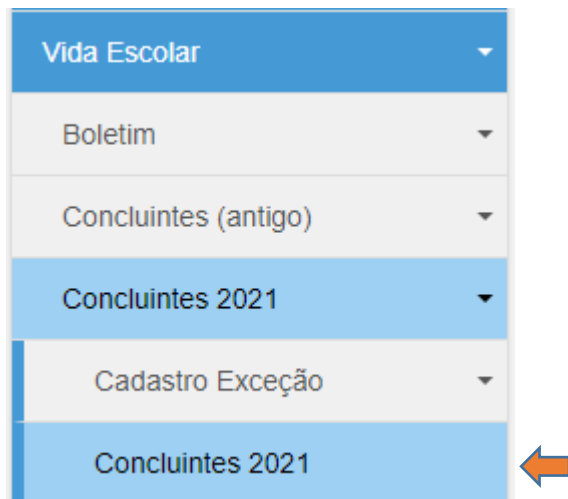 Vida Escolar
Boletim
Concluintes (antigo)
Concluintes 2021
Cadastro Exceção
Concluintes 2021